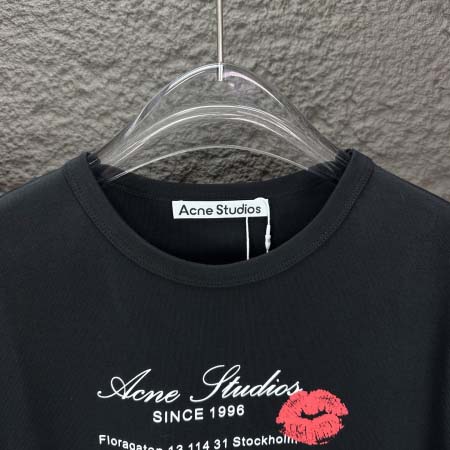 Acne Studios
Acne Studios
SINCE 1996
Floragatan 13 114 31 Stockholm